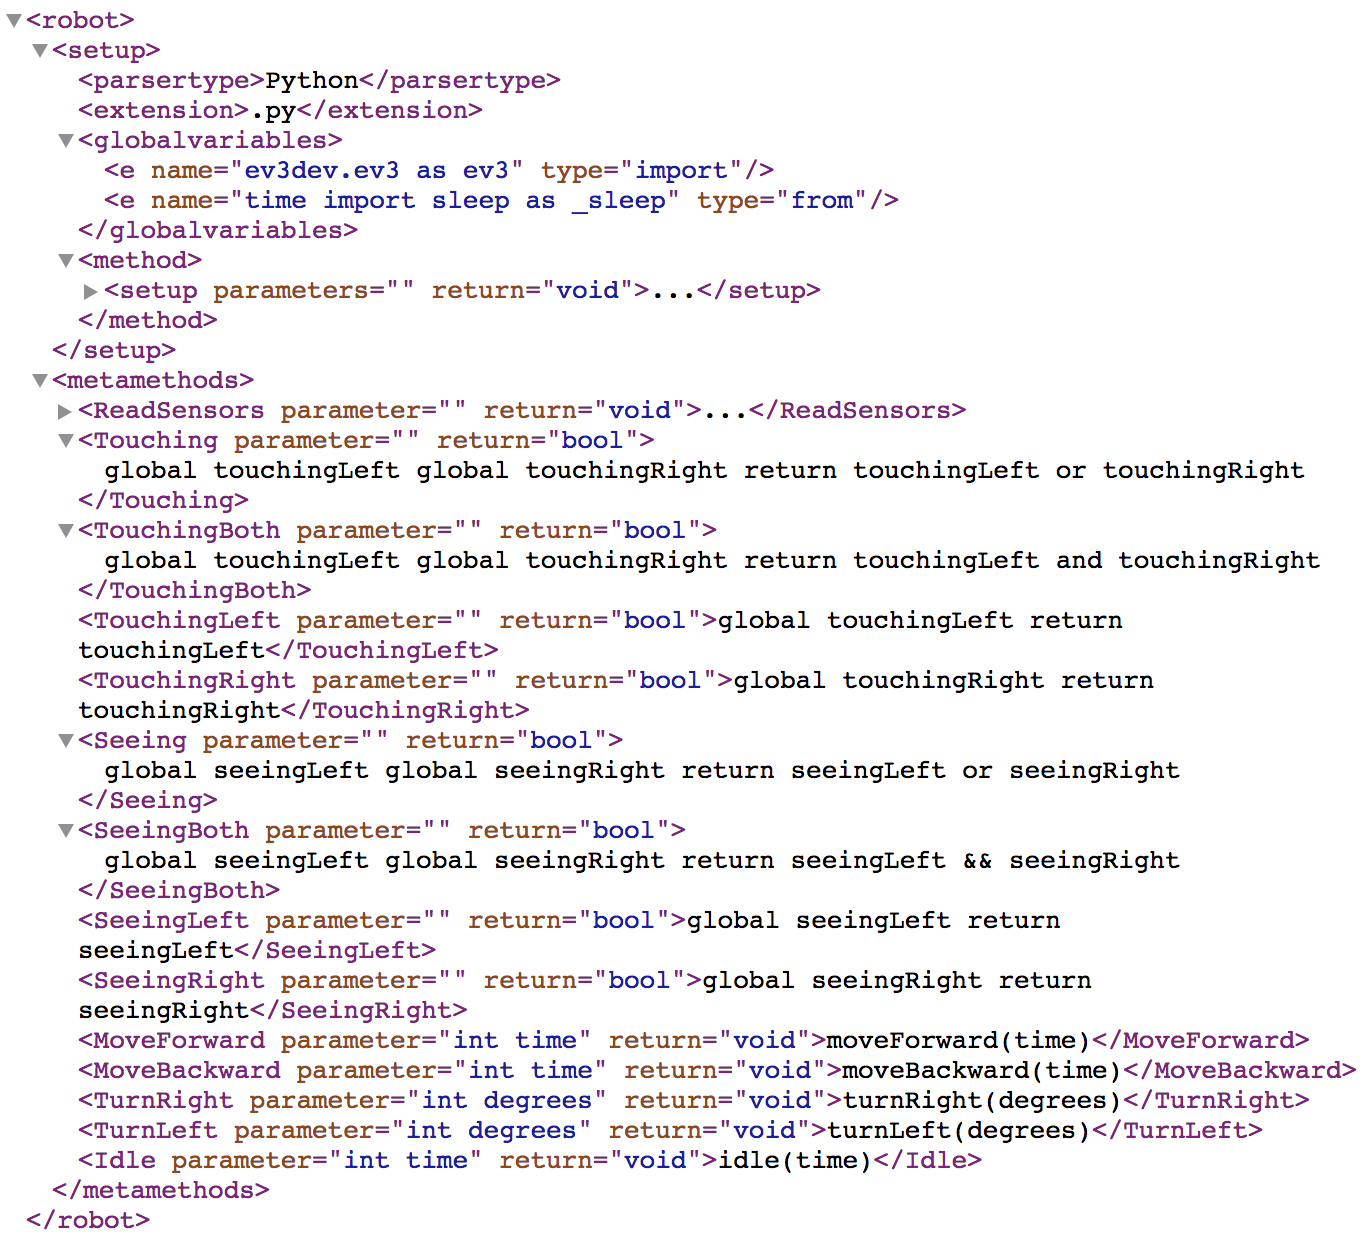 <robot>
<setup>
<parsertype>Python</parsertype>
<extension>.py</extension>
<globalvariables>
<e name="ev3dev.ev3 as ev3" type="import"/>
<e name="time import sleep as _sleep" type="from"/>
</globalvariables>
<method>
<setup parameters="" return="void">...</setup>
</method>
</setup>
<metamethods>
<ReadSensors parameter="" return="void">...</ReadSensors>
<Touching parameter="" return="bool">
global touchingLeft global touchingRight return touchingLeft or touchingRight
</Touching>
<TouchingBoth parameter="" return="bool">
global touchingLeft global touchingRight return touchingLeft and touchingRight
</TouchingBoth>
<TouchingLeft parameter="" return="bool">global touchingLeft return
touchingLeft</TouchingLeft>
<TouchingRight parameter="" return="bool">global touchingRight return
touchingRight</TouchingRight>
<Seeing parameter="" return="bool">
global seeingLeft global seeingRight return seeingLeft or seeingRight
</Seeing>
<SeeingBoth parameter="" return="bool">
global seeingLeft global seeingRight return seeingLeft && seeingRight
</SeeingBoth>
<SeeingLeft parameter="" return="bool">global seeingLeft return
seeingLeft</SeeingLeft>
<SeeingRight parameter="" return="bool">global seeingRight return
seeingRight</SeeingRight>
<MoveForward parameter="int time" return="void">moveForward(time)</MoveForward>
<MoveBackward parameter="int time" return="void">moveBackward(time)</MoveBackward>
<TurnRight parameter="int degrees" return="void">turnRight(degrees)</TurnRight>
<TurnLeft parameter="int degrees" return="void">turnLeft(degrees)</TurnLeft>
<Idle parameter="int time" return="void">idle(time)</Idle>
</metamethods>
</robot>